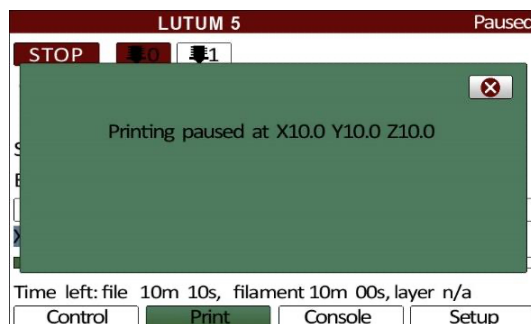 LUTUM 5 Paused
STOP 0 1
Printing paused at X10.0 Y10.0 Z10.0
Time left: file 10m 10s, filament 10m 00s, layer n/a
Control Print Console Setup